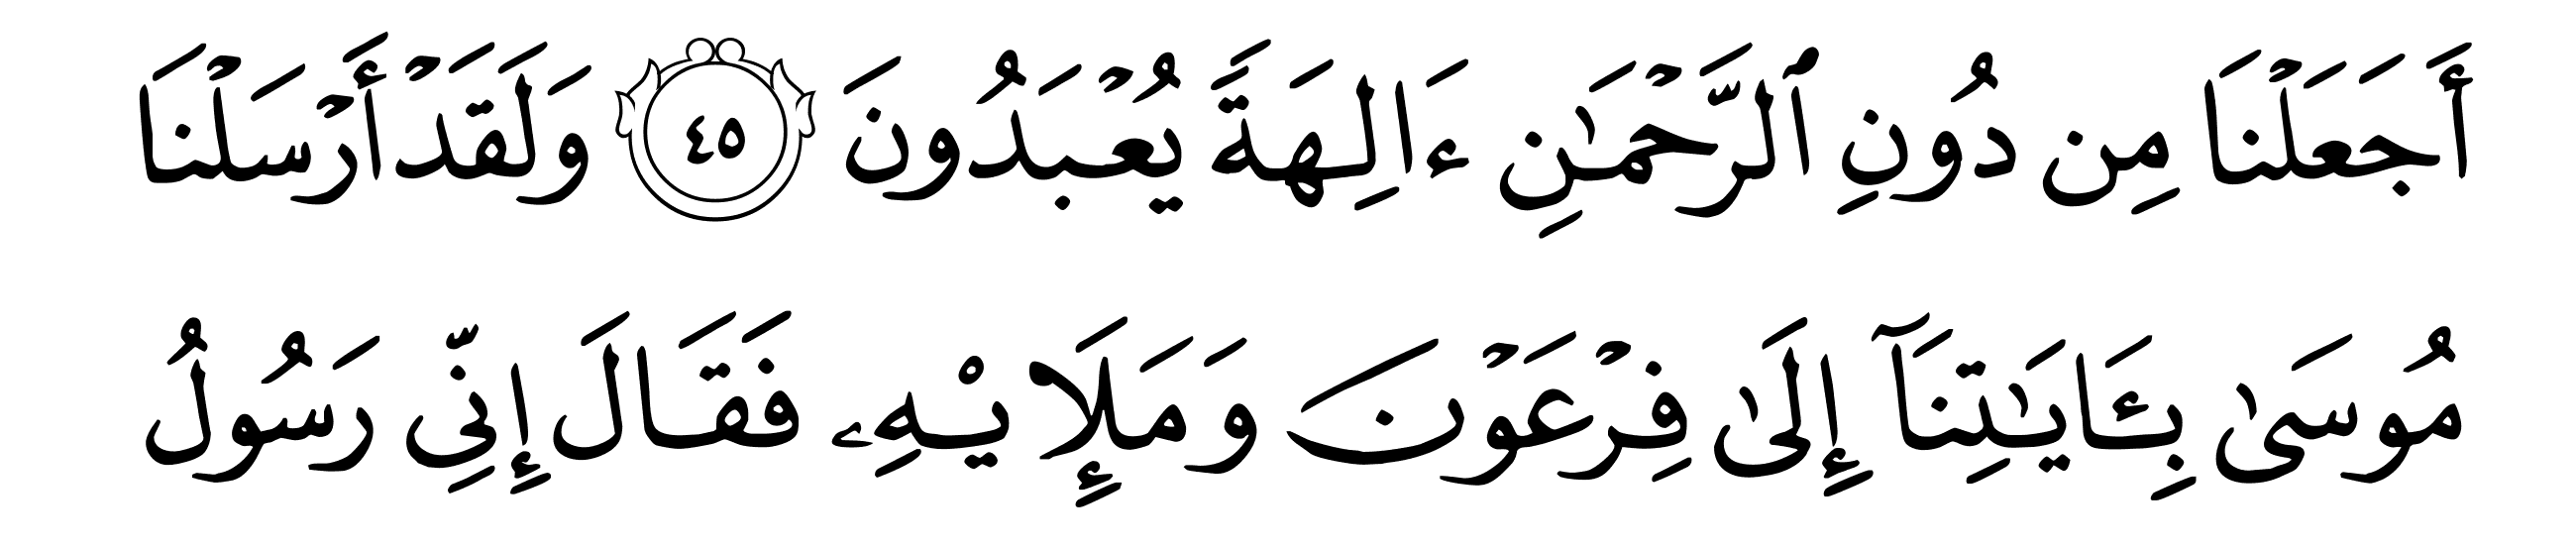 أَجَعَلۡنَا مِن دُونِ ٱلرَّحۡمَٰنِ ءَالِهَةٗ يُعۡبَدُونَ ٤٥ وَلَقَدۡ أَرۡسَلۡنَا
مُوسَىٰ بِـَٔايَٰتِنَآ إِلَىٰ فِرۡعَوۡنَ وَمَلَإِيْهِۦ فَقَالَ إِنِّي رَسُولُ